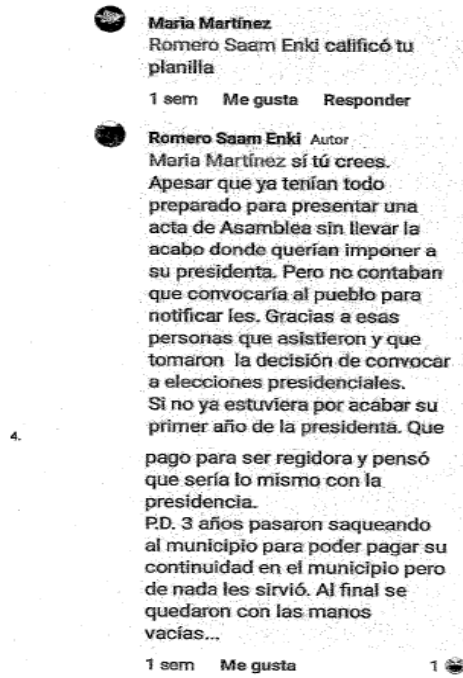 Maria Martínez
Romero Saam Enki calificó tu
planilla
1 sem Me gusta Responder
Romero Saam Enki Autor
Maria Martínez sí tú crees.
Apesar que ya tenían todo
preparado para presentar una
acta de Asamblea sin llevar la
acabo donde querían imponer a
su presidenta. Pero no contaban
que convocaría al pueblo para
notificar les. Gracias a esas
personas que asistieron y que
tomaron la decisión de convocar
a elecciones presidenciales.
Si no ya estuviera por acabar su
primer año de la presidenta. Que
4.
pago para ser regidora y pensó
que sería lo mismo con la
presidencia.
P.D. 3 años pasaron saqueando
al municipio para poder pagar su
continuidad en el municipio pero
de nada les sirvió. Al final se
quedaron con las manos
vacías...
1 sem Me gusta 1